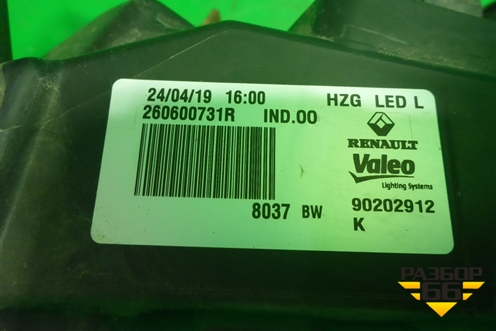 24/04/19 16:00 HZG LED L
260600731R IND.00
RENAULT
Valeo
Lighting Systems
8037 BW 90202912
K
РАЗБОР
66